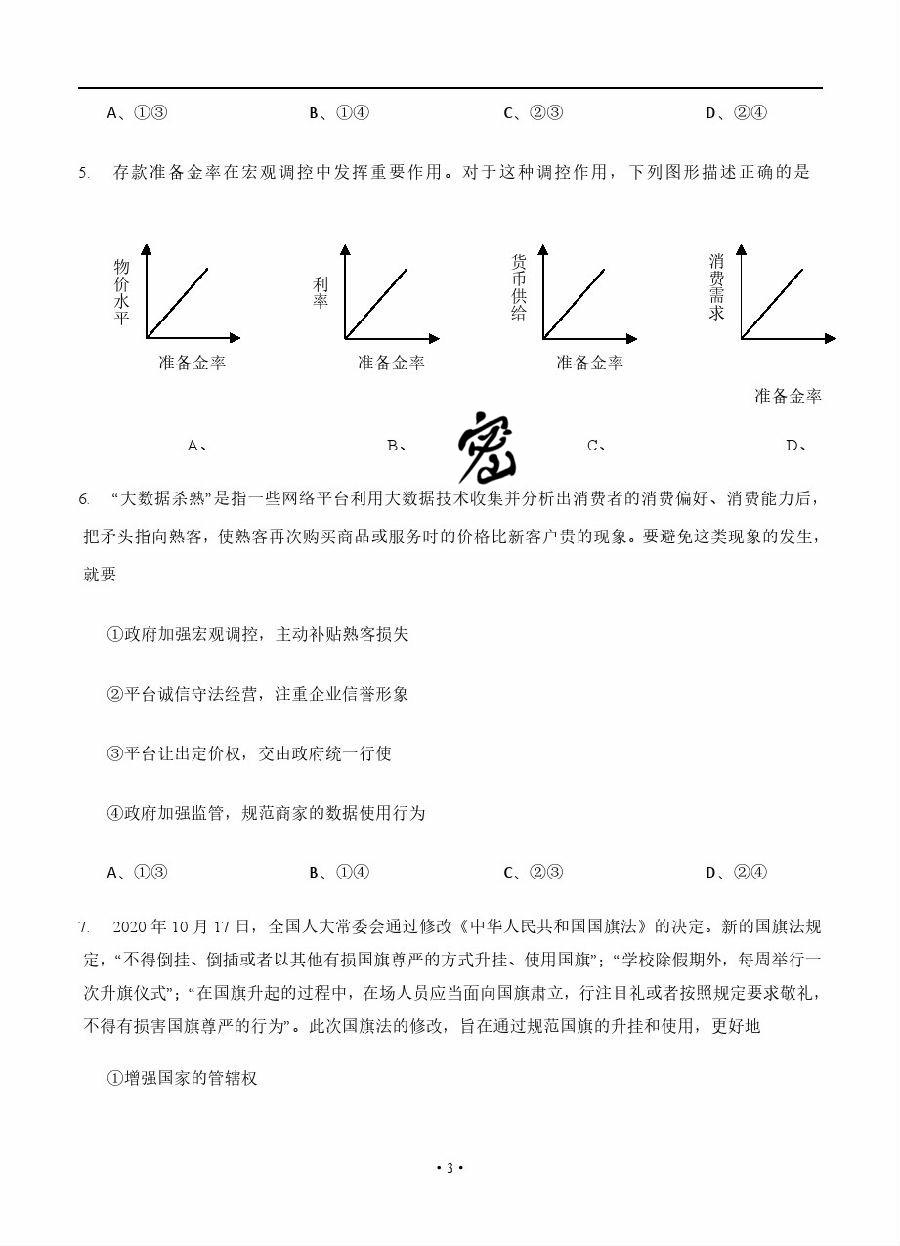 A、①③ B、①④ C、②③ D、②④
5. 存款准备金率在宏观调控中发挥重要作用。对于这种调控作用，下列图形描述正确的是
物价水平 利率 货币供给 消费需求
准备金率 准备金率 准备金率
准备金率
A、 B、 C、 D、
密
6. “大数据杀熟”是指一些网络平台利用大数据技术收集并分析出消费者的消费偏好、消费能力后，
把矛头指向熟客，使熟客再次购买商品或服务时的价格比新客户贵的现象。要避免这类现象的发生，
就要
①政府加强宏观调控，主动补贴熟客损失
②平台诚信守法经营，注重企业信誉形象
③平台让出定价权，交由政府统一行使
④政府加强监管，规范商家的数据使用行为
A、①③ B、①④ C、②③ D、②④
7. 2020 年 10 月 17 日，全国人大常委会通过修改《中华人民共和国国旗法》的决定。新的国旗法规
定，“不得倒挂、倒插或者以其他有损国旗尊严的方式升挂、使用国旗”；“学校除假期外，每周举行一
次升旗仪式”；“在国旗升起的过程中，在场人员应当面向国旗肃立，行注目礼或者按照规定要求敬礼，
不得有损害国旗尊严的行为”。此次国旗法的修改，旨在通过规范国旗的升挂和使用，更好地
①增强国家的管辖权
• 3 •